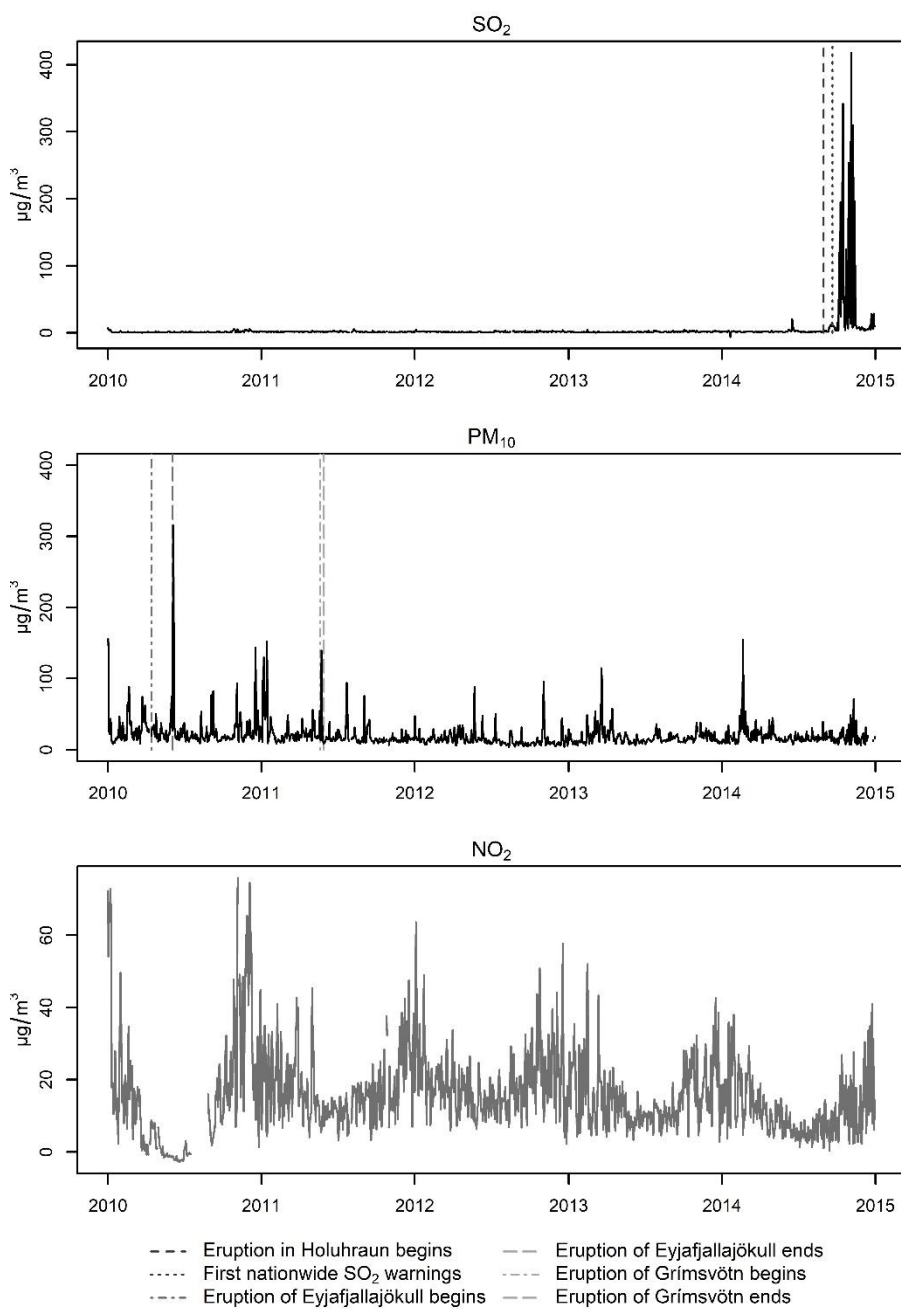 SO₂
400
300
200
100
0
µg/m³
2010 2011 2012 2013 2014 2015
PM₁₀
400
300
200
100
0
µg/m³
2010 2011 2012 2013 2014 2015
NO₂
60
40
20
0
µg/m³
2010 2011 2012 2013 2014 2015
Eruption in Holuhraun begins
First nationwide SO₂ warnings
Eruption of Eyjafjallajökull begins
Eruption of Eyjafjallajökull ends
Eruption of Grímsvötn begins
Eruption of Grímsvötn ends